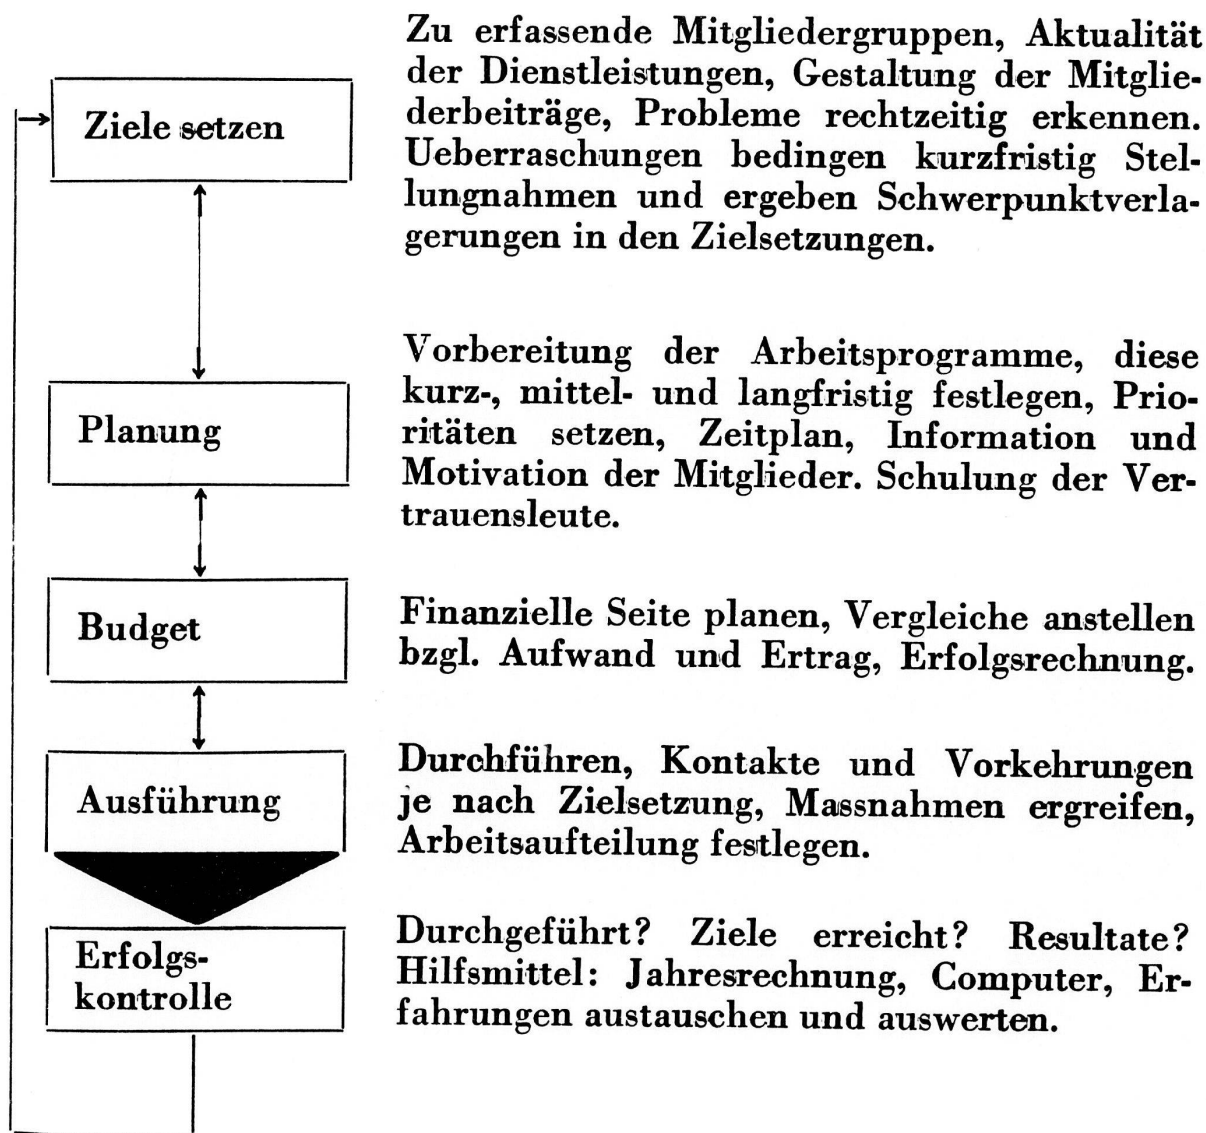 Ziele setzen
Zu erfassende Mitgliedergruppen, Aktualität
der Dienstleistungen, Gestaltung der Mitglie-
derbeiträge, Probleme rechtzeitig erkennen.
Ueberraschungen bedingen kurzfristig Stel-
lungnahmen und ergeben Schwerpunktverla-
gerungen in den Zielsetzungen.
Planung
Vorbereitung der Arbeitsprogramme, diese
kurz-, mittel- und langfristig festlegen, Prio-
ritäten setzen, Zeitplan, Information und
Motivation der Mitglieder. Schulung der Ver-
trauensleute.
Budget
Finanzielle Seite planen, Vergleiche anstellen
bzgl. Aufwand und Ertrag, Erfolgsrechnung.
Ausführung
Durchführen, Kontakte und Vorkehrungen
je nach Zielsetzung, Massnahmen ergreifen,
Arbeitsaufteilung festlegen.
Erfolgs-
kontrolle
Durchgeführt? Ziele erreicht? Resultate?
Hilfsmittel: Jahresrechnung, Computer, Er-
fahrungen austauschen und auswerten.